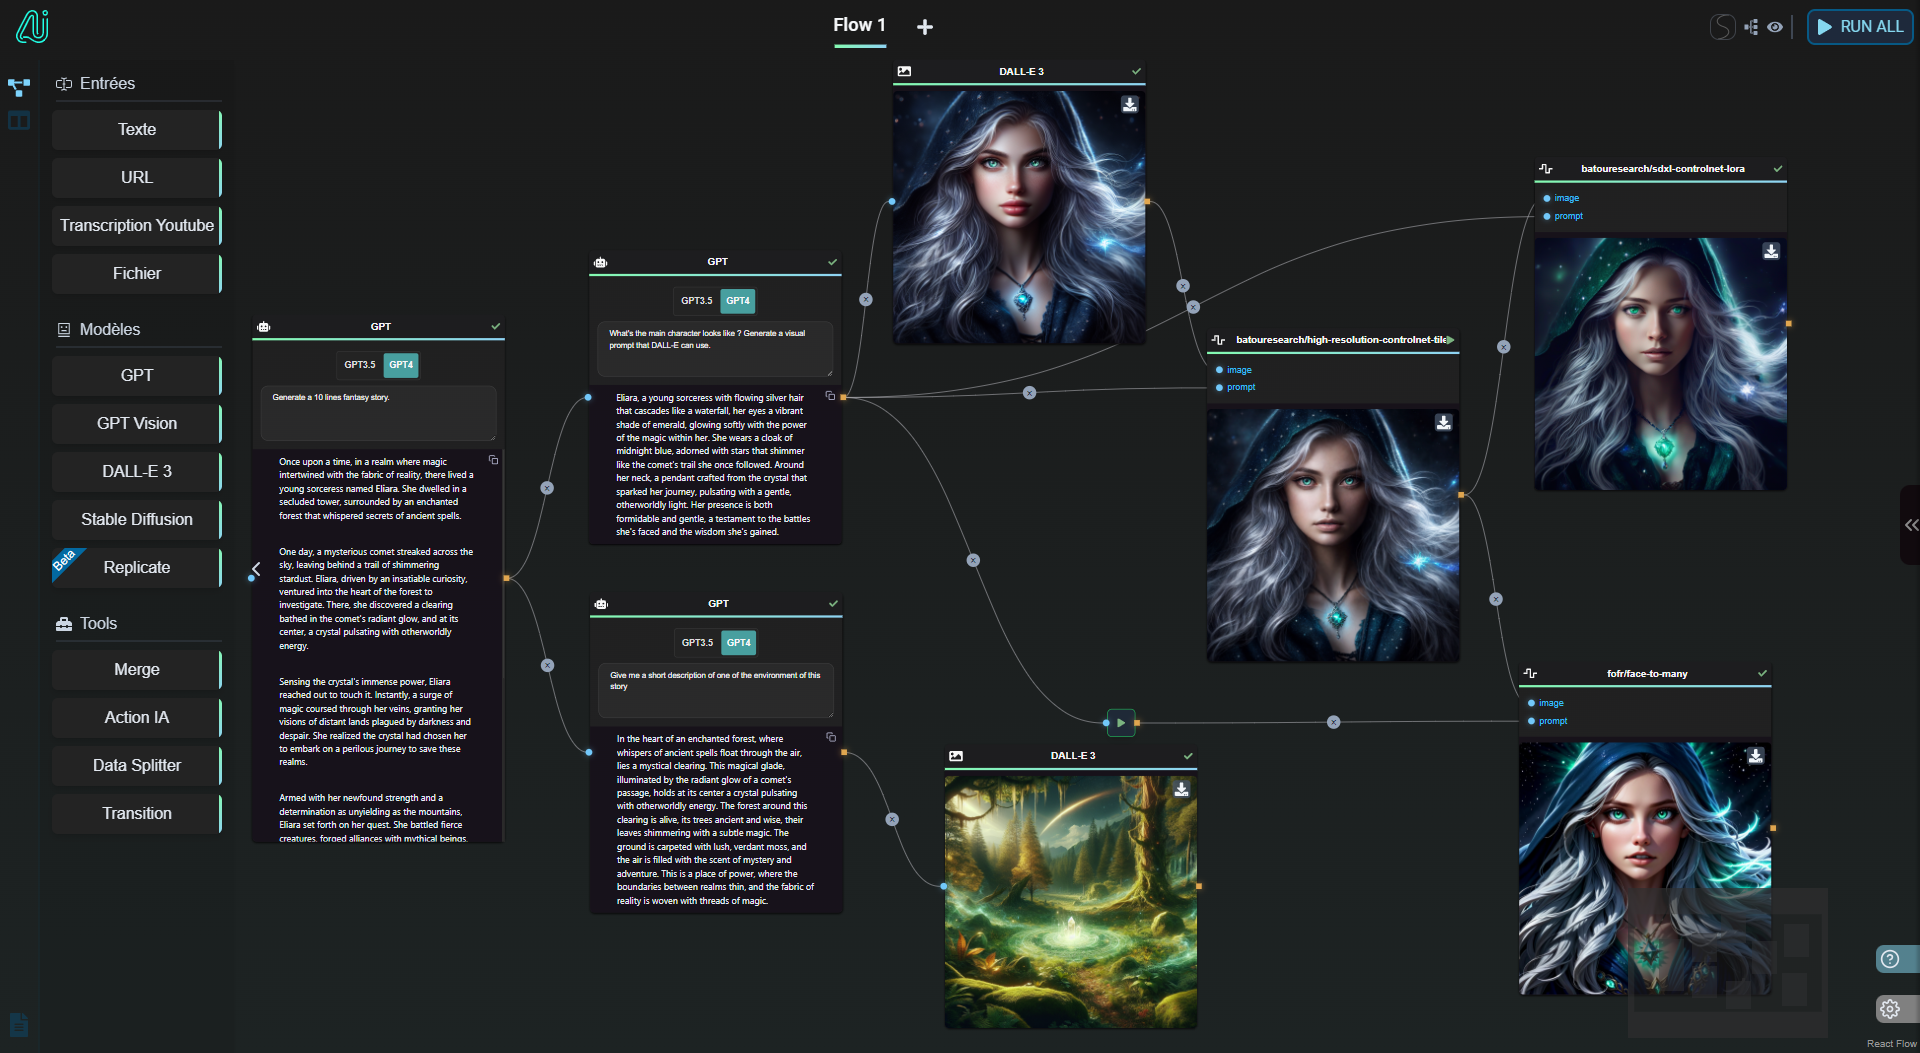 Flow 1
RUN ALL
Entrées
Texte
URL
Transcription Youtube
Fichier
Modèles
GPT
GPT Vision
DALL-E 3
Stable Diffusion
Beta
Replicate
Tools
Merge
Action IA
Data Splitter
Transition
GPT
GPT3.5
GPT4
Generate a 10 lines fantasy story.
Once upon a time, in a realm where magic
intertwined with the fabric of reality, there lived a
young sorceress named Eliara. She dwelled in a
secluded tower, surrounded by an enchanted
forest that whispered secrets of ancient spells.
One day, a mysterious comet streaked across the
sky, leaving behind a trail of shimmering
stardust. Eliara, driven by an insatiable curiosity,
ventured into the heart of the forest to
investigate. There, she discovered a clearing
bathed in the comet's radiant glow, and at its
center, a crystal pulsating with otherworldly
energy.
Sensing the crystal's immense power, Eliara
reached out to touch it. Instantly, a surge of
magic coursed through her veins, granting her
visions of distant lands plagued by darkness and
despair. She realized the crystal had chosen her
to embark on a perilous journey to save these
realms.
Armed with her newfound strength and a
determination as unyielding as the mountains,
Eliara set forth on her quest. She battled fierce
creatures, forged alliances with mythical beings,
GPT
GPT3.5
GPT4
What's the main character looks like ? Generate a visual
prompt that DALL-E can use.
Eliara, a young sorceress with flowing silver hair
that cascades like a waterfall, her eyes a vibrant
shade of emerald, glowing softly with the power
of the magic within her. She wears a cloak of
midnight blue, adorned with stars that shimmer
like the comet's trail she once followed. Around
her neck, a pendant crafted from the crystal that
sparked her journey, pulsating with a gentle,
otherworldly light. Her presence is both
formidable and gentle, a testament to the battles
she's faced and the wisdom she's gained.
GPT
GPT3.5
GPT4
Give me a short description of one of the environment of this
story
In the heart of an enchanted forest, where
whispers of ancient spells float through the air,
lies a mystical clearing. This magical glade,
illuminated by the radiant glow of a comet's
passage, holds at its center a crystal pulsating
with otherworldly energy. The forest around this
clearing is alive, its trees ancient and wise, their
leaves shimmering with a subtle magic. The
ground is carpeted with lush, verdant moss, and
the air is filled with the scent of mystery and
adventure. This is a place of power, where the
boundaries between realms thin, and the fabric of
reality is woven with threads of magic.
DALL-E 3
DALL-E 3
batouresearch/high-resolution-controlnet-tile
image
prompt
batouresearch/sdxl-controlnet-lora
image
prompt
fofr/face-to-many
image
prompt
React Flow